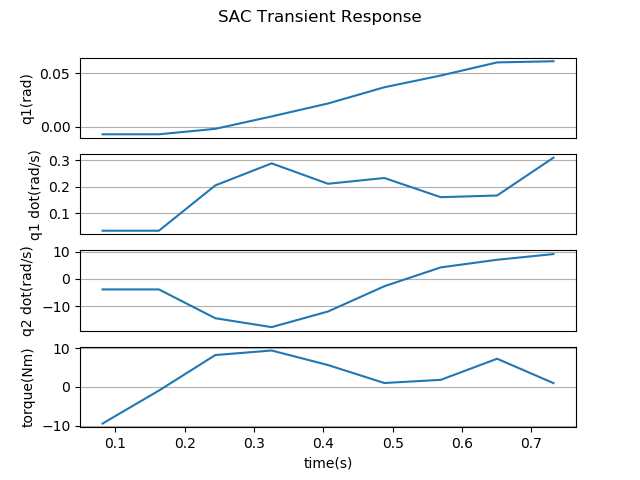 SAC Transient Response
q1(rad)
0.05
0.00
q1 dot(rad/s)
0.3
0.2
0.1
q2 dot(rad/s)
10
0
−10
torque(Nm)
10
0
−10
0.1 0.2 0.3 0.4 0.5 0.6 0.7
time(s)